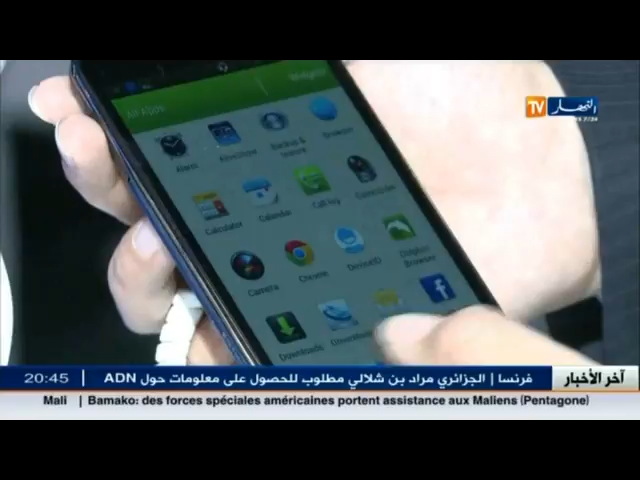 Widgets
All Apps
Alarm
Backup &
Browser
Calculator
Calendar
Call log
Camera
Chrome
DeviceID
Dolphin
Browser
Downloads
TV النهار
20:45
فرنسا | الجزائري مراد بن شلالي مطلوب للحصول على معلومات حول ADN
آخر الأخبار
Mali | Bamako: des forces spéciales américaines portent assistance aux Maliens (Pentagone)